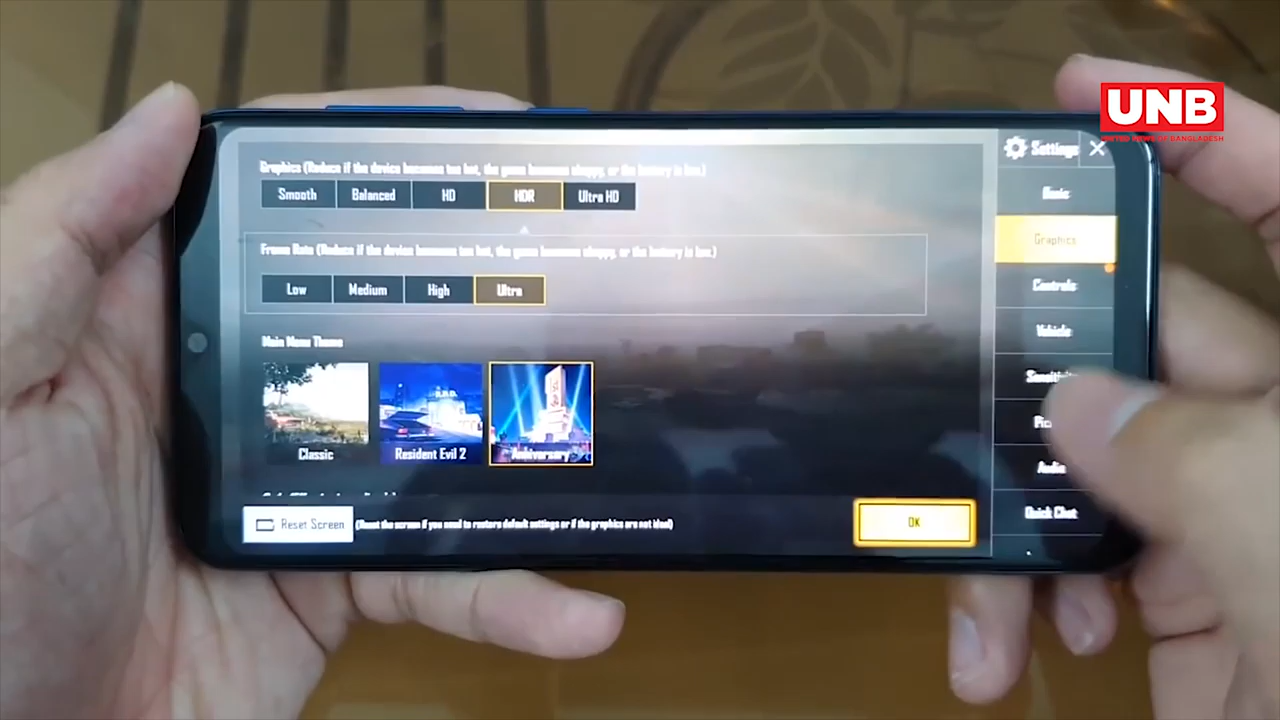 UNB
UNITED NEWS OF BANGLADESH
Settings
Graphics (Reduce if the device becomes too hot, the game becomes choppy, or the battery is low.)
Smooth Balanced HD HDR Ultra HD
Basic
Graphics
Frame Rate (Reduce if the device becomes too hot, the game becomes choppy, or the battery is low.)
Low Medium High Ultra
Controls
Vehicle
Main Menu Theme
Classic Resident Evil 2 Anniversary
Audio
Quick Chat
Reset Screen (Reset the screen if you need to restore default settings or if the graphics are not ideal)
OK